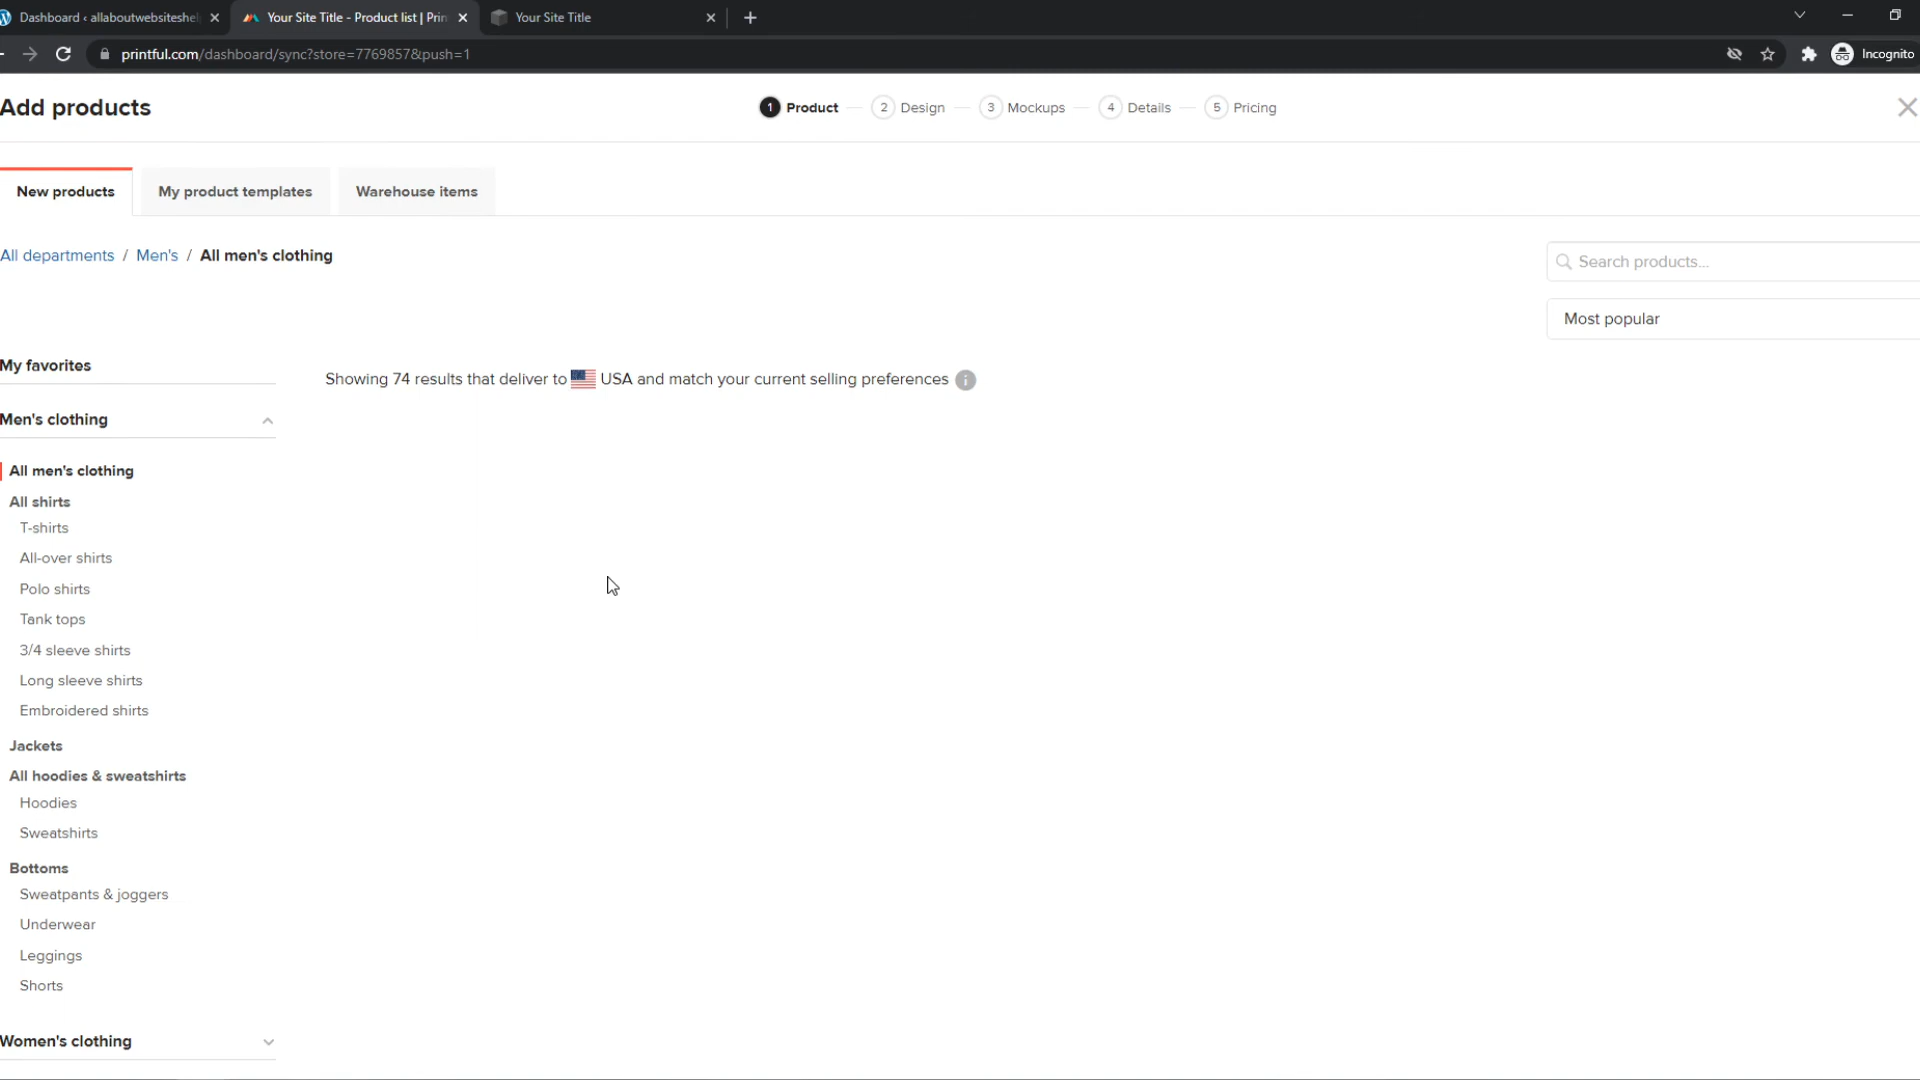 Dashboard ‹ allaboutwebsiteshel
Your Site Title - Product list | Prin
Your Site Title
printful.com/dashboard/sync?store=7769857&push=1
Incognito
Add products
1 Product
2 Design
3 Mockups
4 Details
5 Pricing
New products
My product templates
Warehouse items
All departments / Men's / All men's clothing
Search products...
Most popular
My favorites
Showing 74 results that deliver to USA and match your current selling preferences
Men's clothing
All men's clothing
All shirts
T-shirts
All-over shirts
Polo shirts
Tank tops
3/4 sleeve shirts
Long sleeve shirts
Embroidered shirts
Jackets
All hoodies & sweatshirts
Hoodies
Sweatshirts
Bottoms
Sweatpants & joggers
Underwear
Leggings
Shorts
Women's clothing